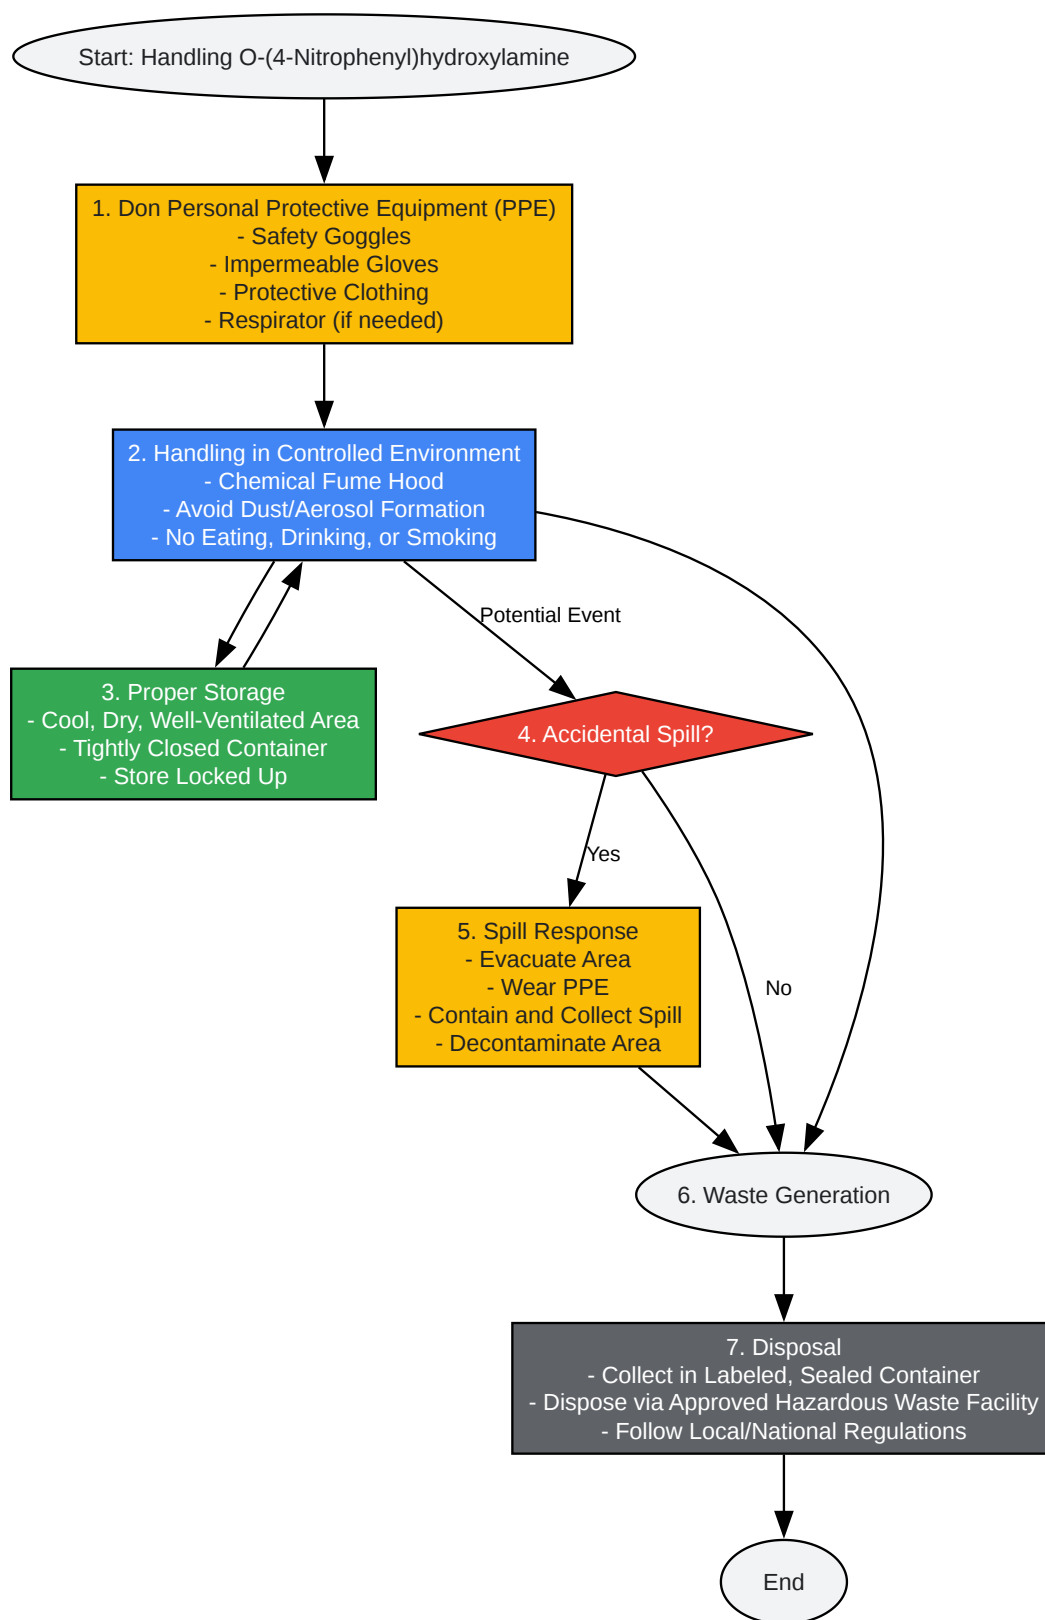 Start: Handling O-(4-Nitrophenyl)hydroxylamine
1. Don Personal Protective Equipment (PPE)
- Safety Goggles
- Impermeable Gloves
- Protective Clothing
- Respirator (if needed)
2. Handling in Controlled Environment
- Chemical Fume Hood
- Avoid Dust/Aerosol Formation
- No Eating, Drinking, or Smoking
Potential Event
3. Proper Storage
- Cool, Dry, Well-Ventilated Area
- Tightly Closed Container
- Store Locked Up
4. Accidental Spill?
Yes
5. Spill Response
- Evacuate Area
- Wear PPE
- Contain and Collect Spill
- Decontaminate Area
No
6. Waste Generation
7. Disposal
- Collect in Labeled, Sealed Container
- Dispose via Approved Hazardous Waste Facility
- Follow Local/National Regulations
End